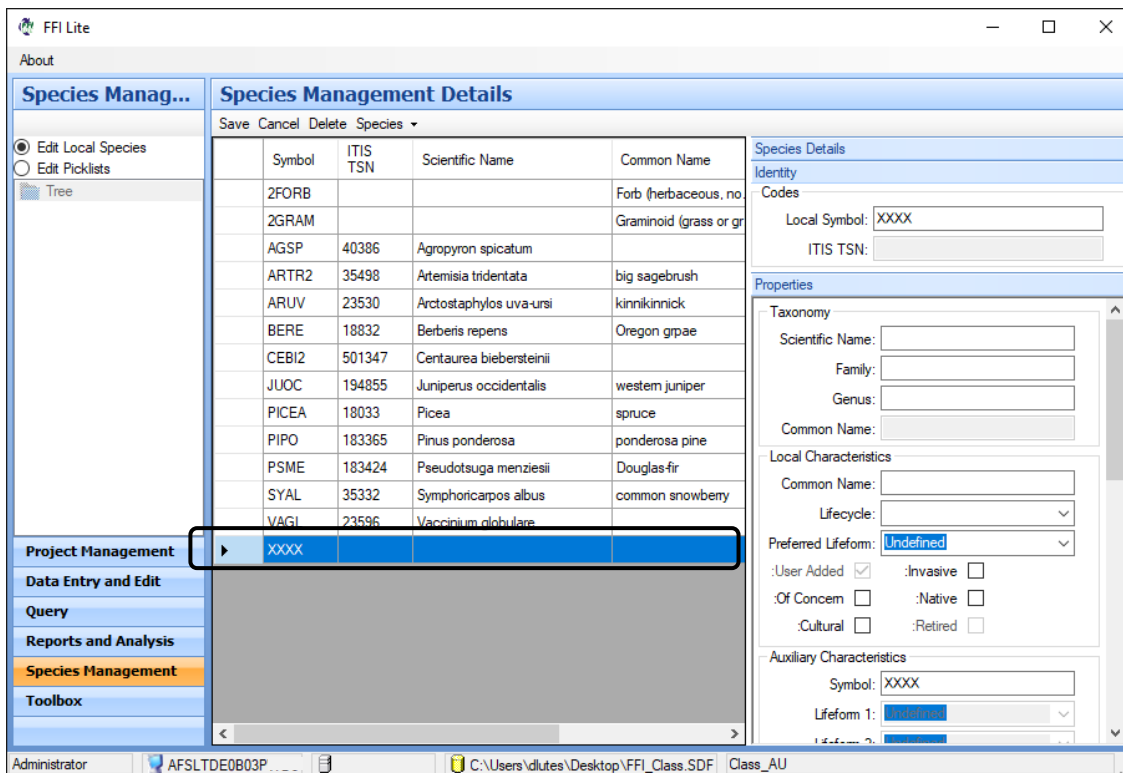 FFI Lite
About
Species Manag...
Species Management Details
Save Cancel Delete Species
Edit Local Species
Edit Picklists
Tree
Symbol ITIS TSN Scientific Name Common Name
2FORB Forb (herbaceous, no.
2GRAM Graminoid (grass or gr
AGSP 40386 Agropyron spicatum
ARTR2 35498 Artemisia tridentata big sagebrush
ARUV 23530 Arctostaphylos uva-ursi kinnikinnick
BERE 18832 Berberis repens Oregon grpae
CEBI2 501347 Centaurea biebersteinii
JUOC 194855 Juniperus occidentalis western juniper
PICEA 18033 Picea spruce
PIPO 183365 Pinus ponderosa ponderosa pine
PSME 183424 Pseudotsuga menziesii Douglas-fir
SYAL 35332 Symphoricarpos albus common snowberry
VAGL 23596 Vaccinium globulare
XXXX
Species Details
Identity
Codes
Local Symbol: XXXX
ITIS TSN:
Properties
Taxonomy
Scientific Name:
Family:
Genus:
Common Name:
Local Characteristics
Common Name:
Lifecycle:
Preferred Lifeform: Undefined
:User Added :Invasive
:Of Concern :Native
:Cultural :Retired
Auxiliary Characteristics
Symbol: XXXX
Lifeform 1: Undefined
Lifeform 2: Undefined
Project Management
Data Entry and Edit
Query
Reports and Analysis
Species Management
Toolbox
Administrator AFSLTDE0B03P C:\Users\dlutes\Desktop\FFI_Class.SDF Class_AU